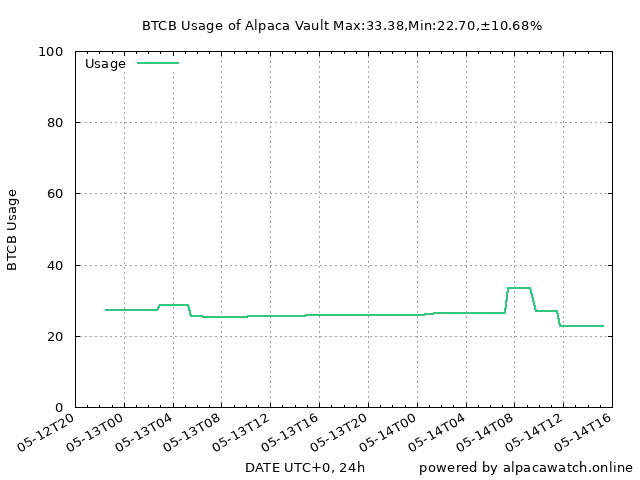 BTCB Usage of Alpaca Vault Max:33.38,Min:22.70,±10.68%
Usage
100
80
60
40
20
0
BTCB Usage
05-12T20
05-13T00
05-13T04
05-13T08
05-13T12
05-13T16
05-13T20
05-14T00
05-14T04
05-14T08
05-14T12
05-14T16
DATE UTC+0, 24h
powered by alpacawatch.online